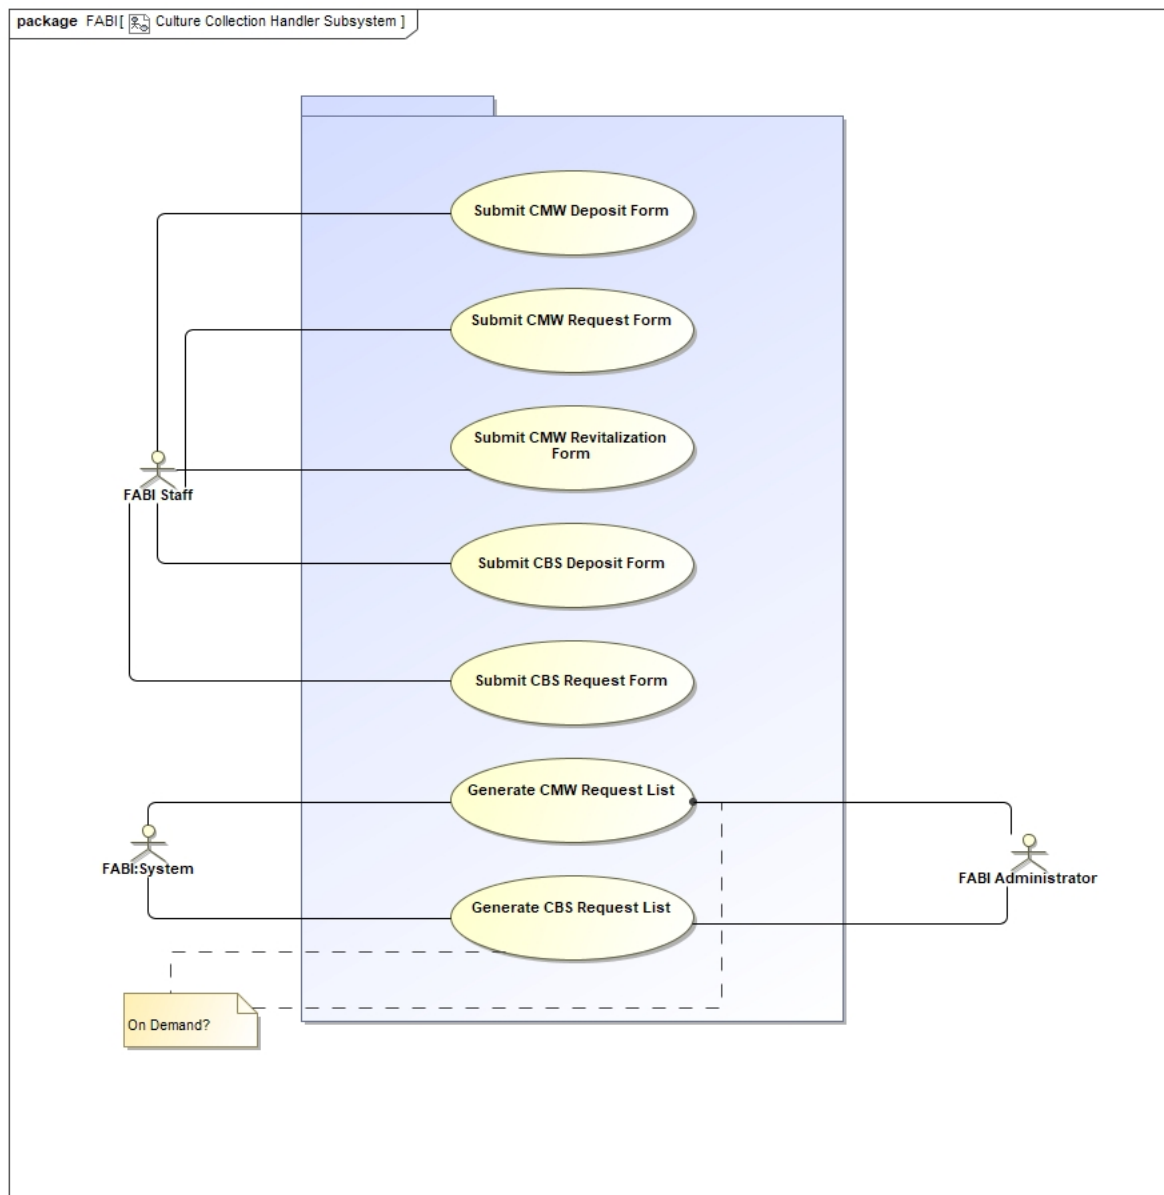 package FABI[ Culture Collection Handler Subsystem ]
Submit CMW Deposit Form
Submit CMW Request Form
Submit CMW Revitalization
Form
FABI Staff
Submit CBS Deposit Form
Submit CBS Request Form
Generate CMW Request List
FABI:System
FABI Administrator
Generate CBS Request List
On Demand?